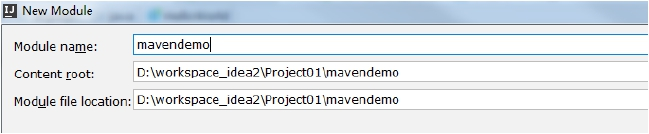 New Module
Module name: mavendemo
Content root: D:\workspace_idea2\Project01\mavendemo
Module file location: D:\workspace_idea2\Project01\mavendemo